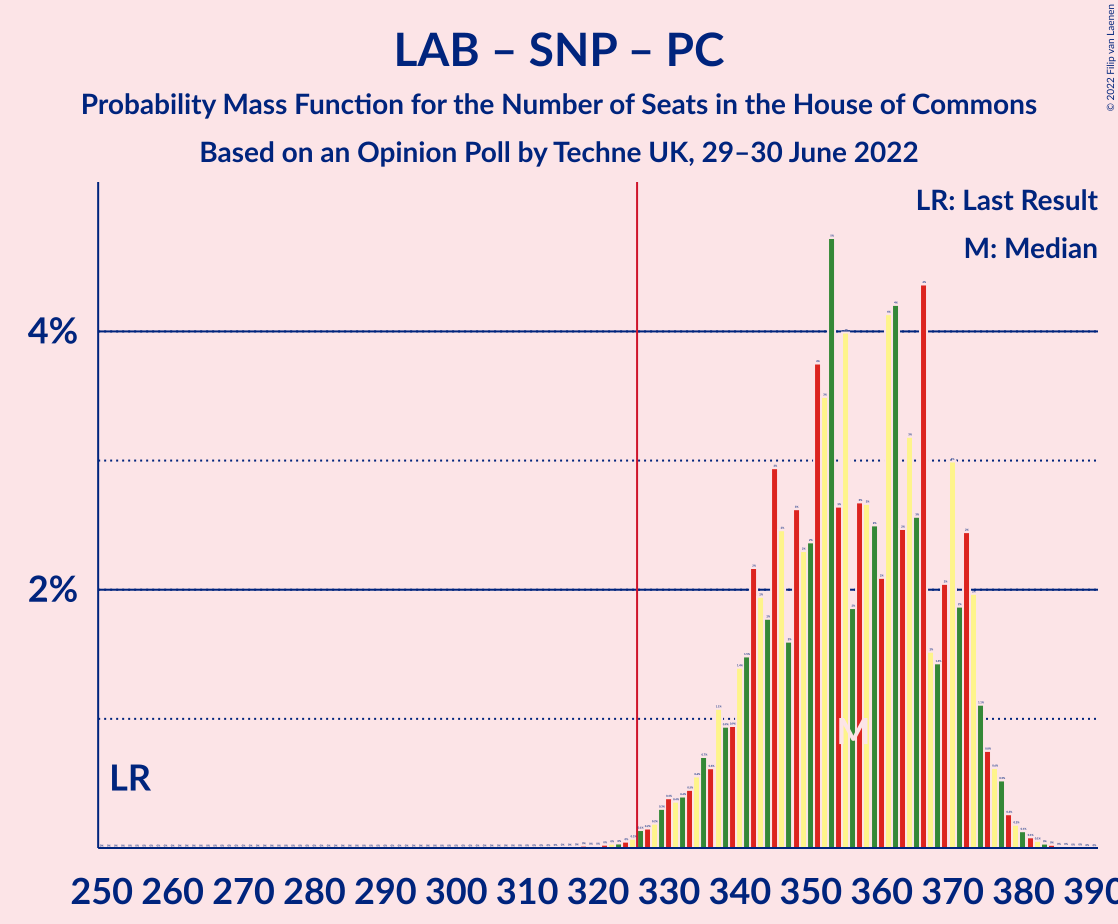 LAB – SNP – PC
Probability Mass Function for the Number of Seats in the House of Commons
Based on an Opinion Poll by Techne UK, 29–30 June 2022
© 2022 Filip van Laenen
LR: Last Result
M: Median
4%
2%
LR
M
250 260 270 280 290 300 310 320 330 340 350 360 370 380 390